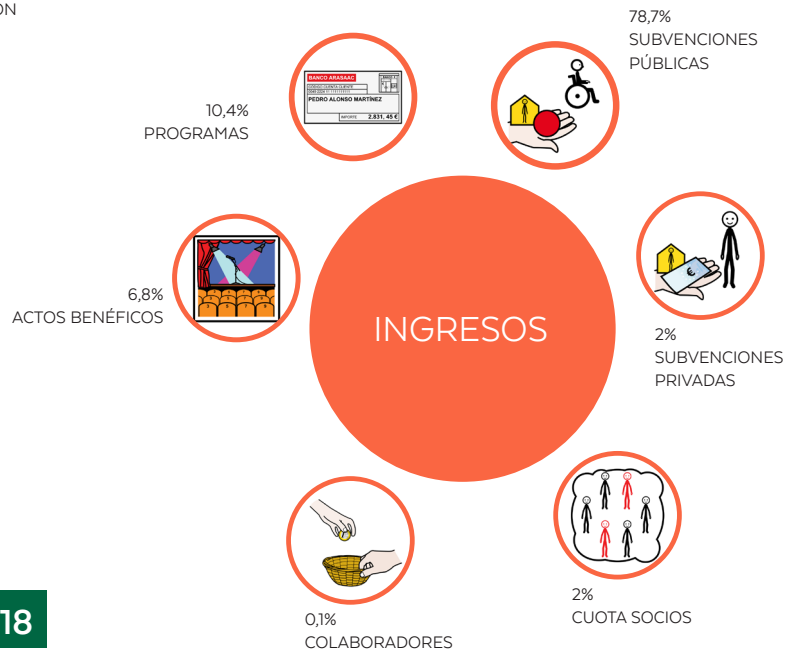 ON
78,7%
SUBVENCIONES
PÚBLICAS
BANCO ARASAAC
PEDRO ALONSO MARTÍNEZ
IMPORTE 2.831, 45 €
10,4%
PROGRAMAS
6,8%
ACTOS BENÉFICOS
INGRESOS
€
2%
SUBVENCIONES
PRIVADAS
0,1%
COLABORADORES
2%
CUOTA SOCIOS
18